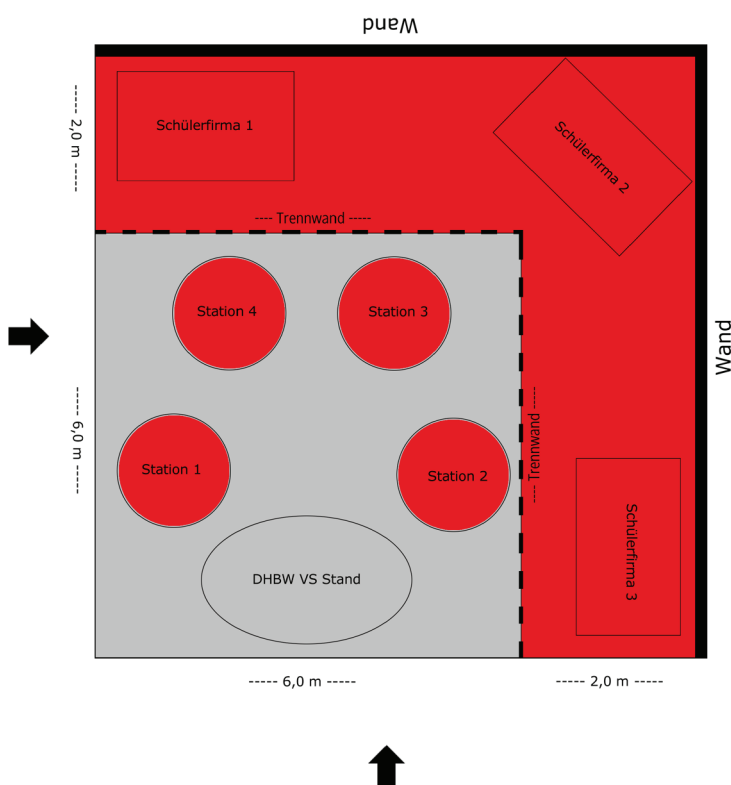 Wand
Schülerfirma 1
Schülerfirma 2
----- 2,0 m -----
---- Trennwand -----
Station 4
Station 3
Wand
----- 6,0 m -----
---- Trennwand -----
Station 1
Station 2
Schülerfirma 3
DHBW VS Stand
----- 6,0 m -----
----- 2,0 m -----